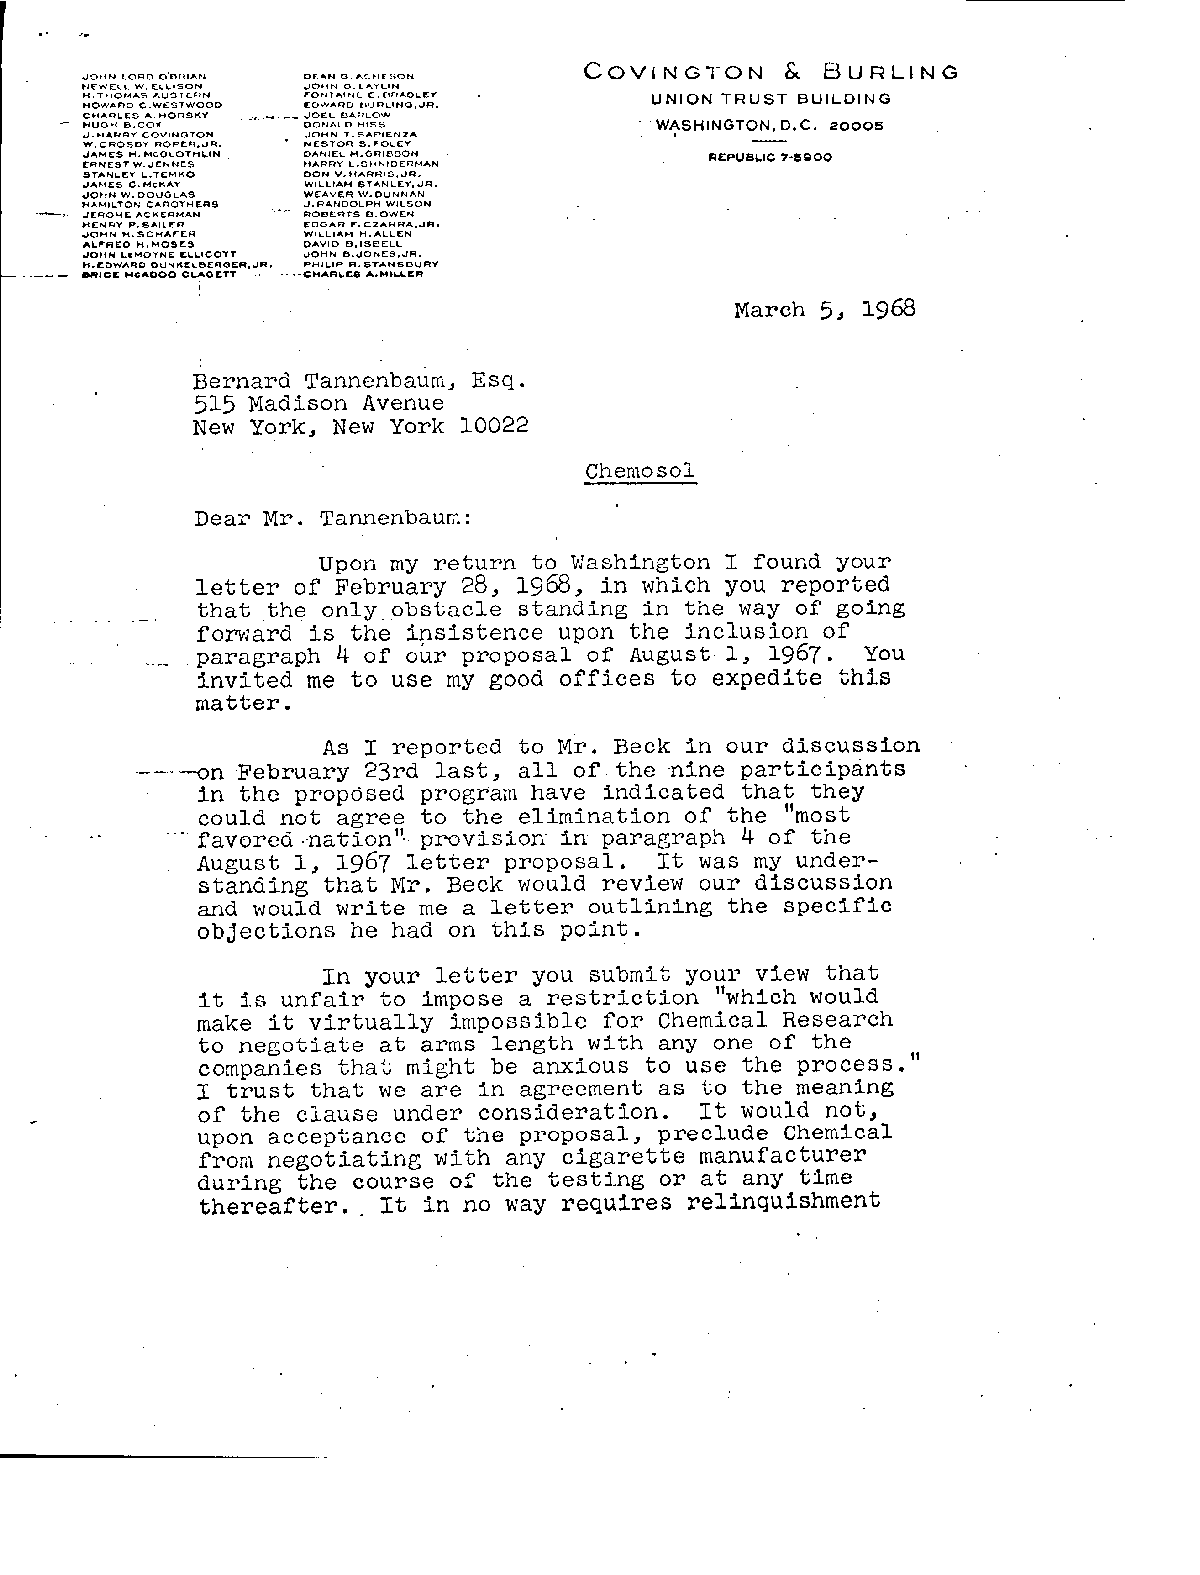 JOHN LORD O'BRIAN
NEWELL W. ELLISON
H. THOMAS AUSTERN
HOWARD C. WESTWOOD
CHARLES A. HORSKY
HUGH B. COX
J. HARRY COVINGTON
W. CROSBY ROPER, JR.
JAMES H. McGLOTHLIN
ERNEST W. JENNES
STANLEY L. TEMKO
JAMES C. McKAY
JOHN W. DOUGLAS
HAMILTON CAROTHERS
JEROME ACKERMAN
HENRY P. SAILER
JOHN H. SCHAFER
ALFRED H. MOSES
JOHN LeMOYNE ELLICOTT
H. EDWARD DUNKELBERGER, JR.
BRICE McADOO CLAGETT
DEAN G. ACHESON
JOHN G. LAYLIN
FONTAINE C. BRADLEY
EDWARD BURLING, JR.
JOEL BARLOW
DONALD HISS
JOHN T. SAPIENZA
NESTOR S. FOLEY
DANIEL M. GRIBBON
HARRY L. SHNIDERMAN
DON V. HARRIS, JR.
WILLIAM STANLEY, JR.
WEAVER W. DUNNAN
J. RANDOLPH WILSON
ROBERTS B. OWEN
EDGAR F. CZARRA, JR.
WILLIAM H. ALLEN
DAVID B. ISBELL
JOHN B. JONES, JR.
PHILIP R. STANSBURY
CHARLES A. MILLER
COVINGTON & BURLING
UNION TRUST BUILDING
WASHINGTON, D.C. 20005
REPUBLIC 7-5900
March 5, 1968
Bernard Tannenbaum, Esq.
515 Madison Avenue
New York, New York 10022
Chemosol
Dear Mr. Tannenbaum:
Upon my return to Washington I found your
letter of February 28, 1968, in which you reported
that the only obstacle standing in the way of going
forward is the insistence upon the inclusion of
paragraph 4 of our proposal of August 1, 1967. You
invited me to use my good offices to expedite this
matter.
As I reported to Mr. Beck in our discussion
on February 23rd last, all of the nine participants
in the proposed program have indicated that they
could not agree to the elimination of the "most
favored nation" provision in paragraph 4 of the
August 1, 1967 letter proposal. It was my under-
standing that Mr. Beck would review our discussion
and would write me a letter outlining the specific
objections he had on this point.
In your letter you submit your view that
it is unfair to impose a restriction "which would
make it virtually impossible for Chemical Research
to negotiate at arms length with any one of the
companies that might be anxious to use the process."
I trust that we are in agreement as to the meaning
of the clause under consideration. It would not,
upon acceptance of the proposal, preclude Chemical
from negotiating with any cigarette manufacturer
during the course of the testing or at any time
thereafter. It in no way requires relinquishment